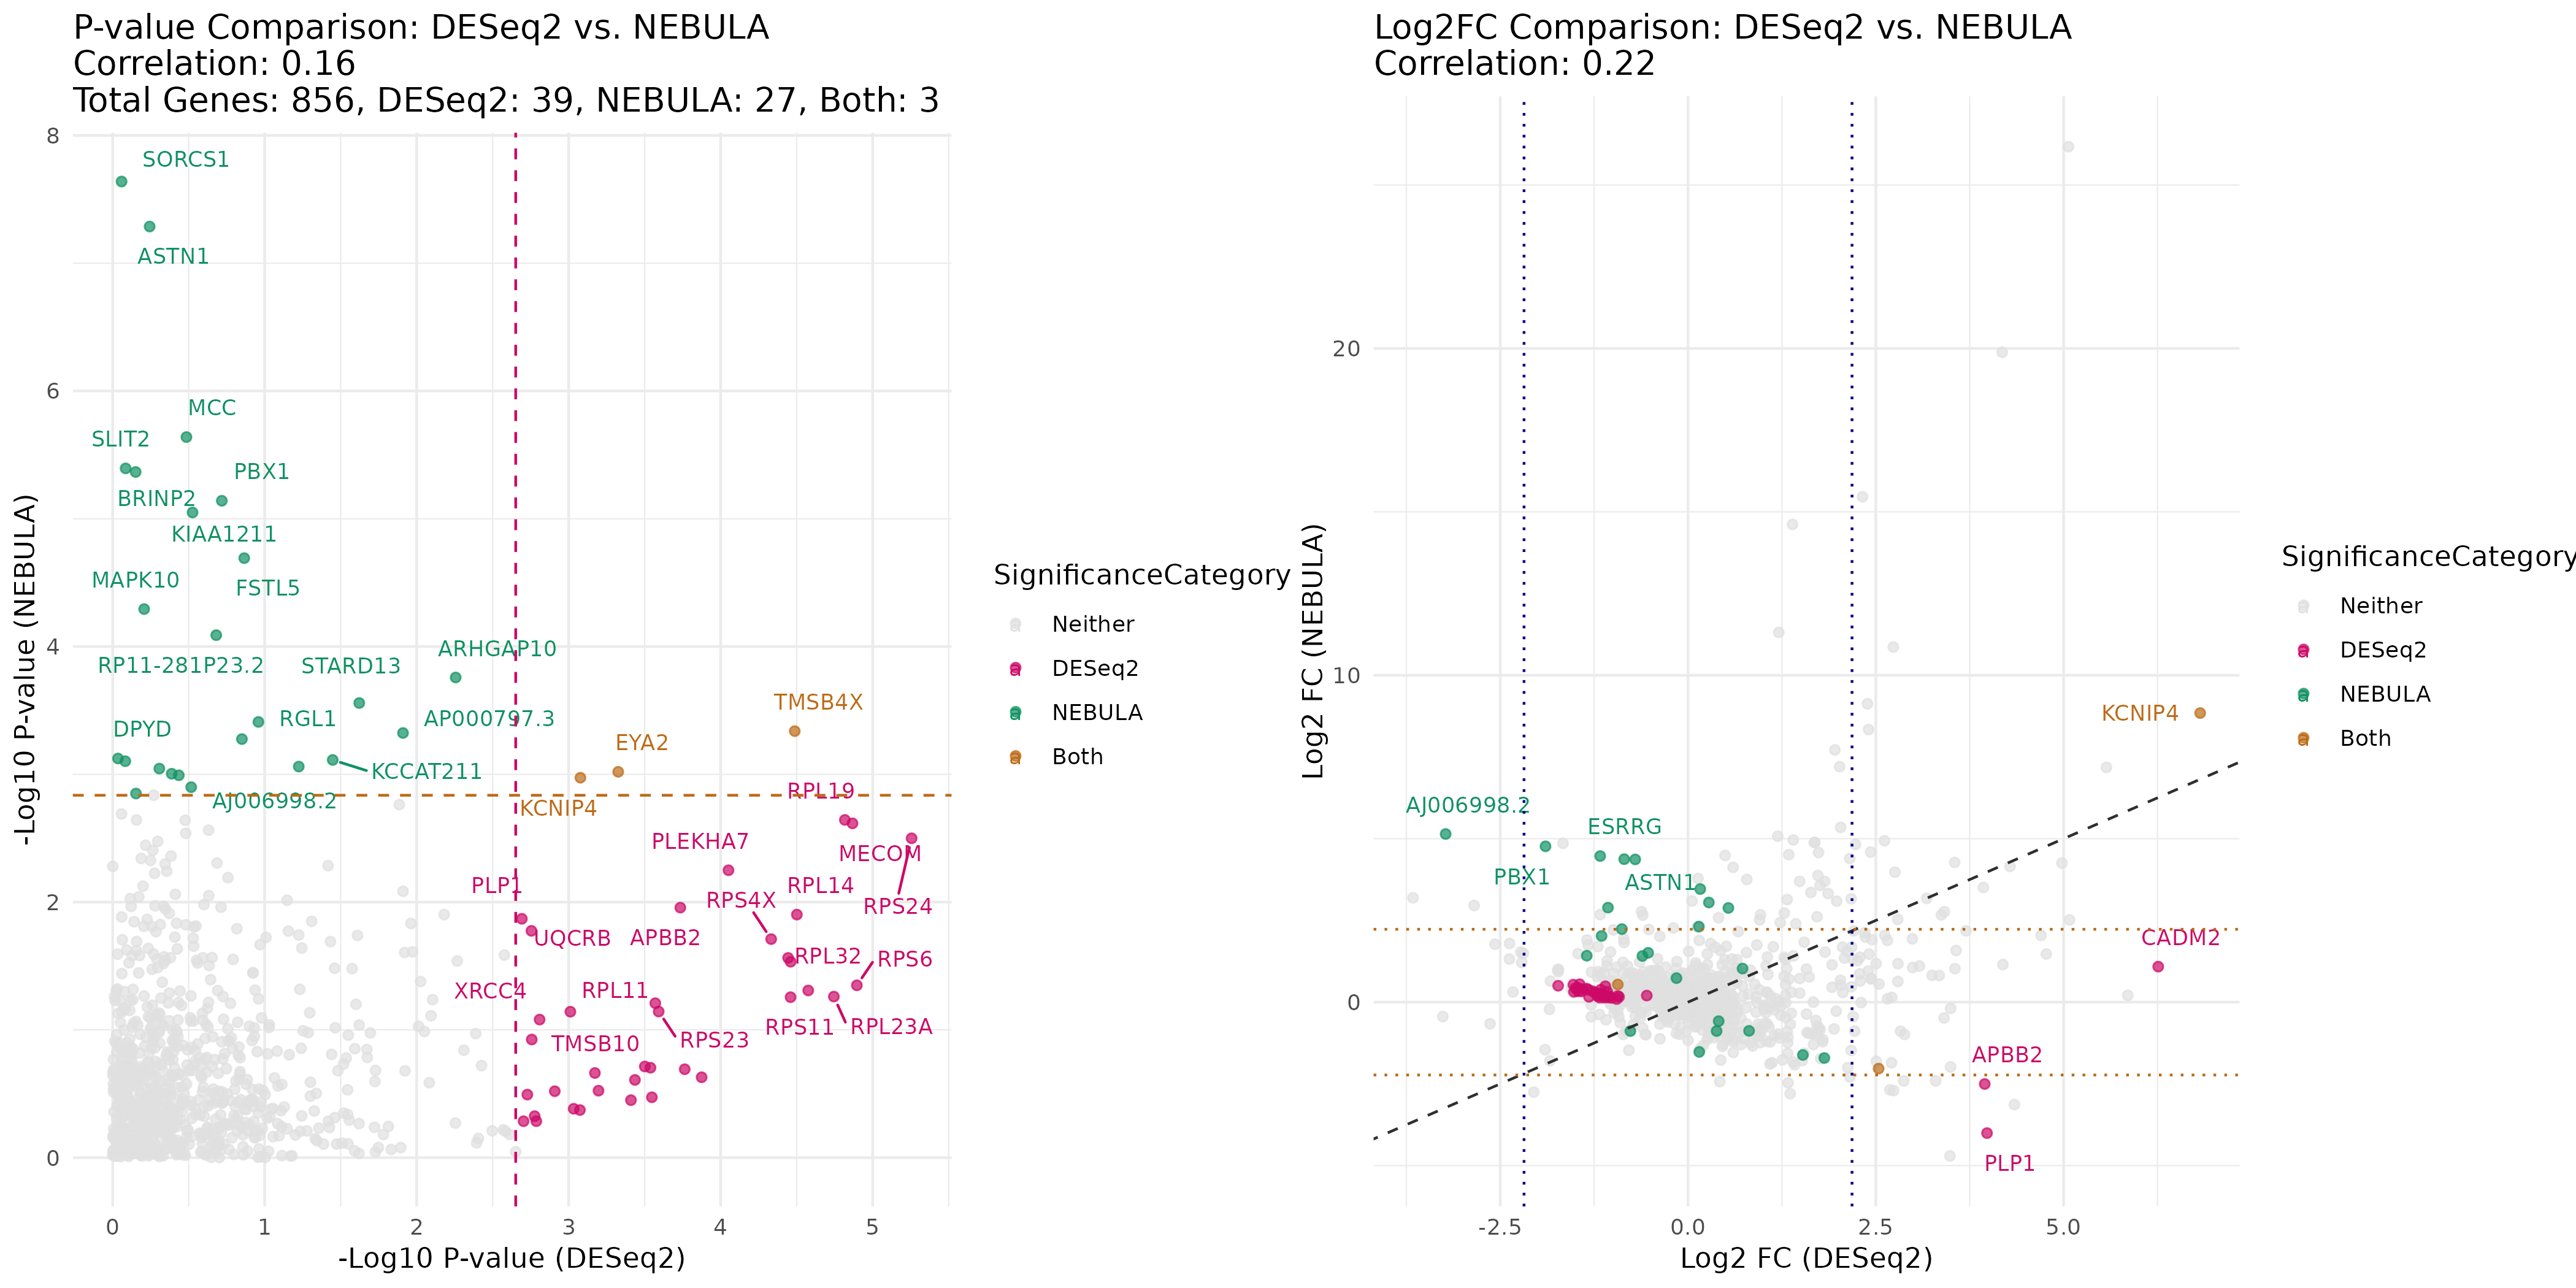 P-value Comparison: DESeq2 vs. NEBULA
Correlation: 0.16
Total Genes: 856, DESeq2: 39, NEBULA: 27, Both: 3
-Log10 P-value (NEBULA)
8
6
4
2
0
SORCS1
ASTN1
MCC
SLIT2
PBX1
BRINP2
KIAA1211
MAPK10
FSTL5
ARHGAP10
RP11-281P23.2
STARD13
TMSB4X
DPYD
RGL1
AP000797.3
EYA2
KCCAT211
RPL19
AJ006998.2
KCNIP4
PLEKHA7
MECOM
PLP1
RPL14
RPS4X
RPS24
UQCRB
APBB2
RPL32
RPS6
XRCC4
RPL11
RPS11
RPL23A
TMSB10
RPS23
0
1
2
3
4
5
-Log10 P-value (DESeq2)
SignificanceCategory
Neither
DESeq2
NEBULA
Both
Log2FC Comparison: DESeq2 vs. NEBULA
Correlation: 0.22
Log2 FC (NEBULA)
20
10
0
KCNIP4
AJ006998.2
ESRRG
PBX1
ASTN1
CADM2
APBB2
PLP1
-2.5
0.0
2.5
5.0
Log2 FC (DESeq2)
SignificanceCategory
Neither
DESeq2
NEBULA
Both